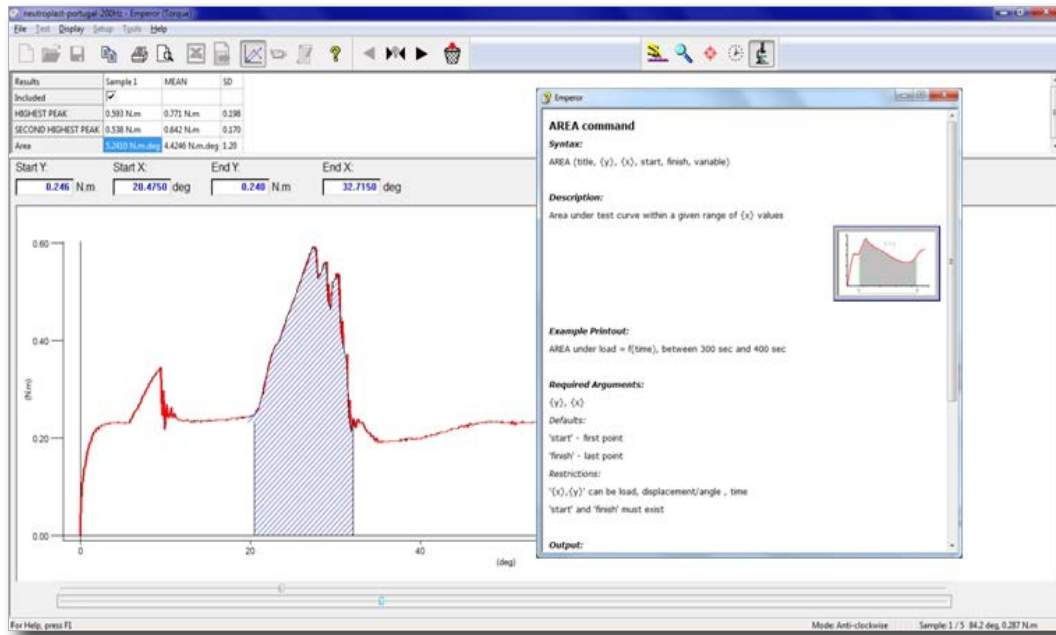 neutroplast-portugal-200Hz - Emperor (Torque)
File Test Display Setup Tools Help
Results Sample 1 MEAN SD
Included
HIGHEST PEAK 0.593 N.m 0.771 N.m 0.198
SECOND HIGHEST PEAK 0.538 N.m 0.642 N.m 0.170
Area 5.2410 N.m.deg 4.4246 N.m.deg 1.20
Start Y: Start X: End Y: End X:
0.246 N.m 20.4750 deg 0.240 N.m 32.7150 deg
0.60
0.40
(N.m)
0.20
0.00
0 20 40
(deg)
Emperor
AREA command
Syntax:
AREA (title, {y}, {x}, start, finish, variable)
Description:
Area under test curve within a given range of {x} values
Example Printout:
AREA under load = f(time), between 300 sec and 400 sec
Required Arguments:
{y}, {x}
Defaults:
'start' - first point
'finish' - last point
Restrictions:
'{x},{y}' can be load, displacement/angle , time
'start' and 'finish' must exist
Output:
For Help, press F1 Mode: Anti-clockwise Sample: 1 / 5 84.2 deg, 0.287 N.m